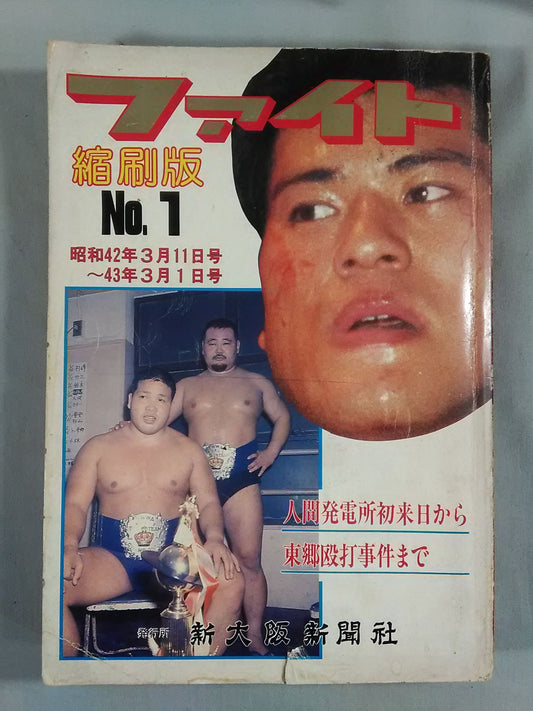 ファイト
縮刷版
No.1
昭和42年3月11日号
～43年3月1日号
人間発電所初来日から
東郷殴打事件まで
発行所 新大阪新聞社